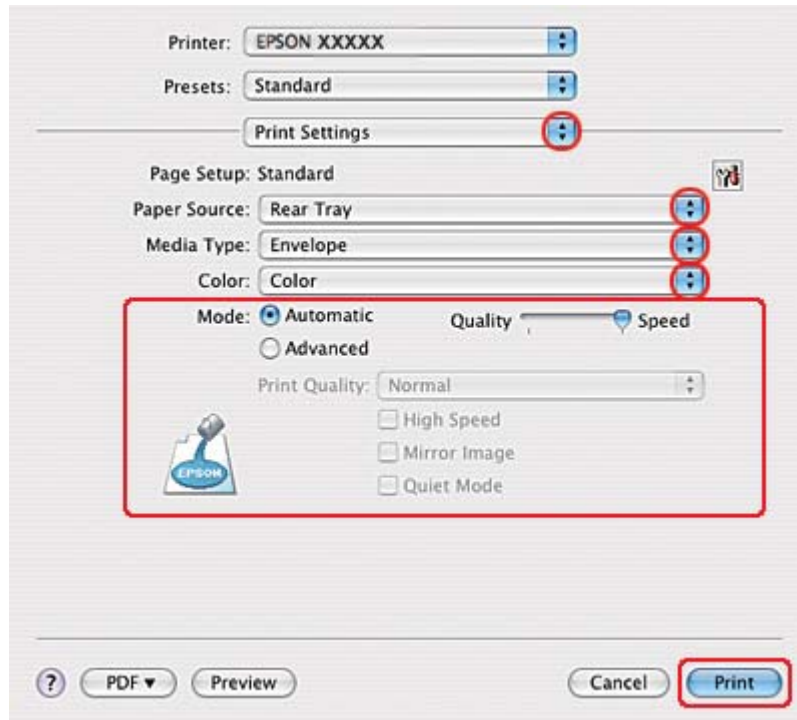 Printer: EPSON XXXXX
Presets: Standard
Print Settings
Page Setup: Standard
Paper Source: Rear Tray
Media Type: Envelope
Color: Color
Mode: Automatic Quality Speed
Advanced
Print Quality: Normal
High Speed
Mirror Image
EPSON
Quiet Mode
? PDF▼ Preview Cancel Print